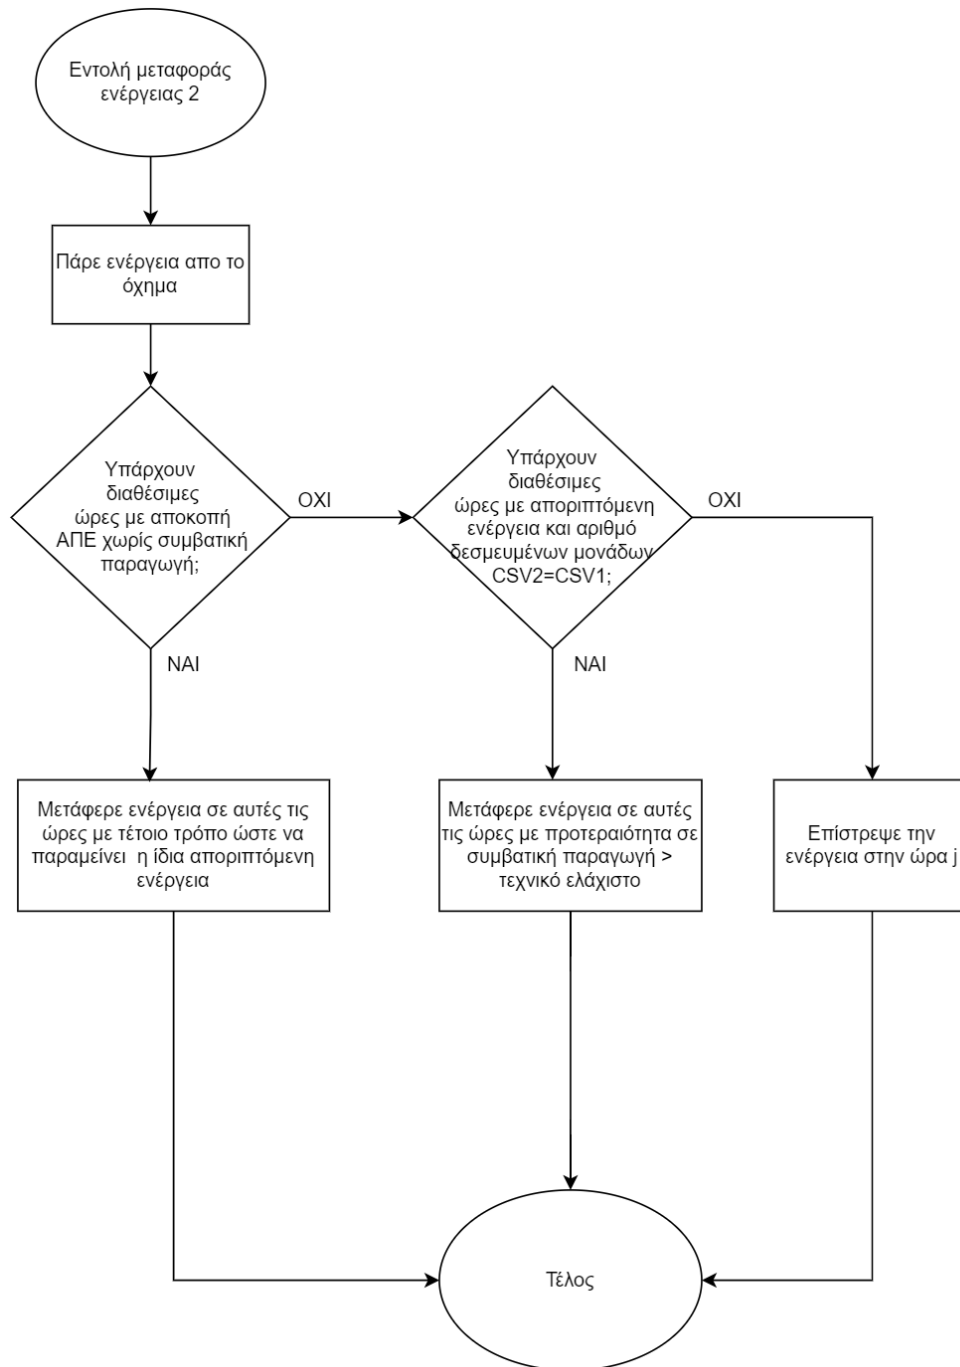 Εντολή μεταφοράς
ενέργειας 2
Πάρε ενέργεια απο το
όχημα
Υπάρχουν
διαθέσιμες
ώρες με αποκοπή
ΑΠΕ χωρίς συμβατική
παραγωγή;
ΟΧΙ
Υπάρχουν
διαθέσιμες
ώρες με αποριπτόμενη
ενέργεια και αριθμό
δεσμευμένων μονάδων
CSV2=CSV1;
ΟΧΙ
ΝΑΙ
ΝΑΙ
Μετάφερε ενέργεια σε αυτές τις
ώρες με τέτοιο τρόπο ώστε να
παραμείνει η ίδια αποριπτόμενη
ενέργεια
Μετάφερε ενέργεια σε αυτές
τις ώρες με προτεραιότητα σε
συμβατική παραγωγή >
τεχνικό ελάχιστο
Επίστρεψε την
ενέργεια στην ώρα j
Τέλος